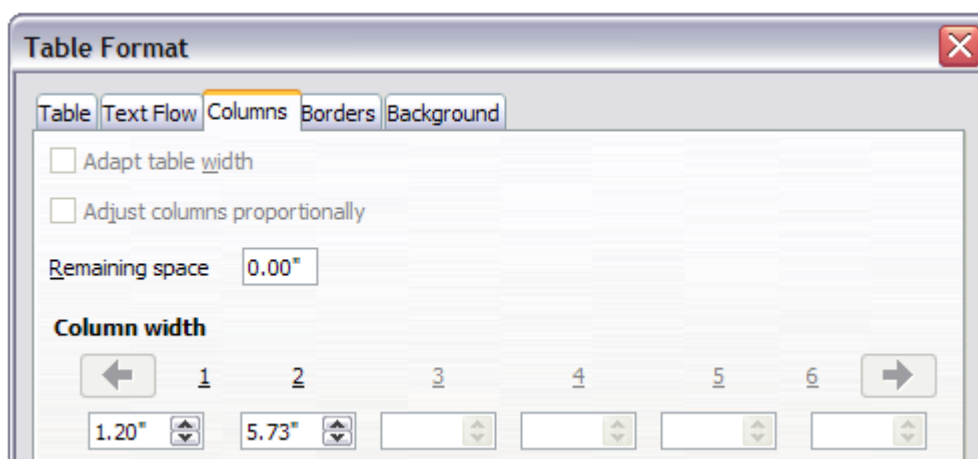 Table Format
Table Text Flow Columns Borders Background
Adapt table width
Adjust columns proportionally
Remaining space 0.00"
Column width
1 2 3 4 5 6
1.20" 5.73"